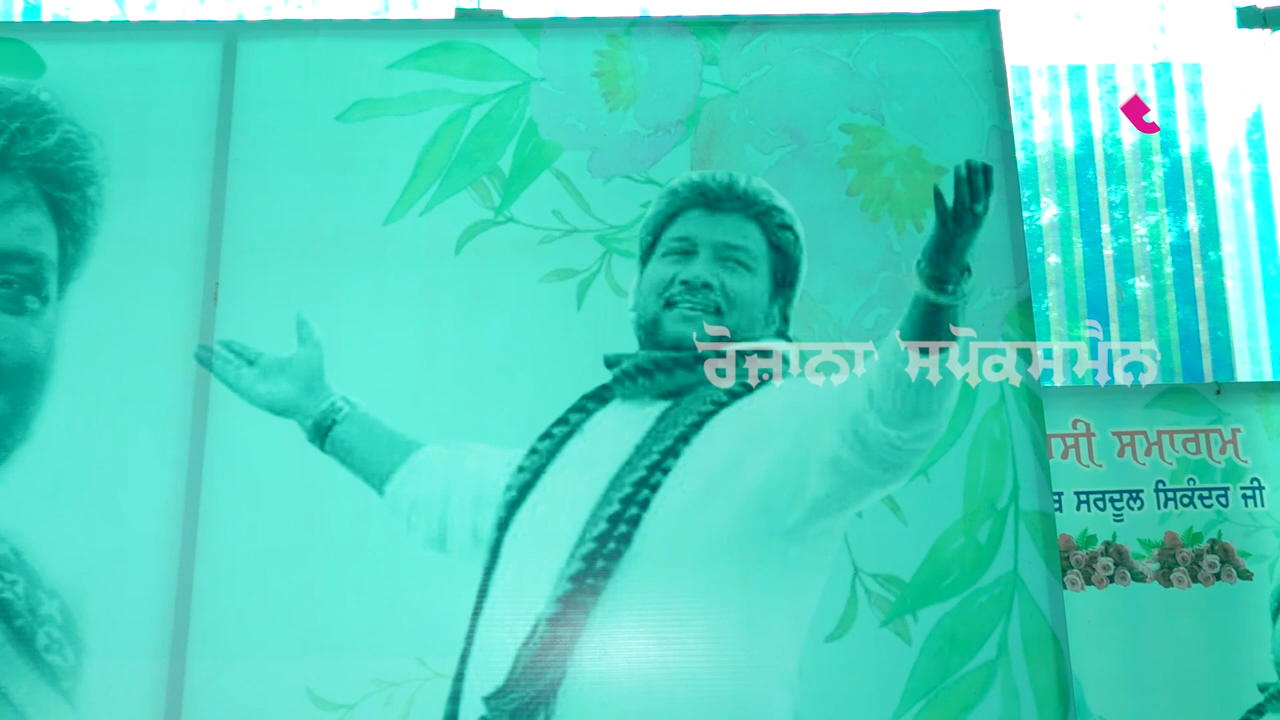 ਰੋਜ਼ਾਨਾ ਸਪੋਕਸਮੈਨ
ਸਮਾਗਮ
ਸਰਦੂਲ ਸਿਕੰਦਰ ਜੀ